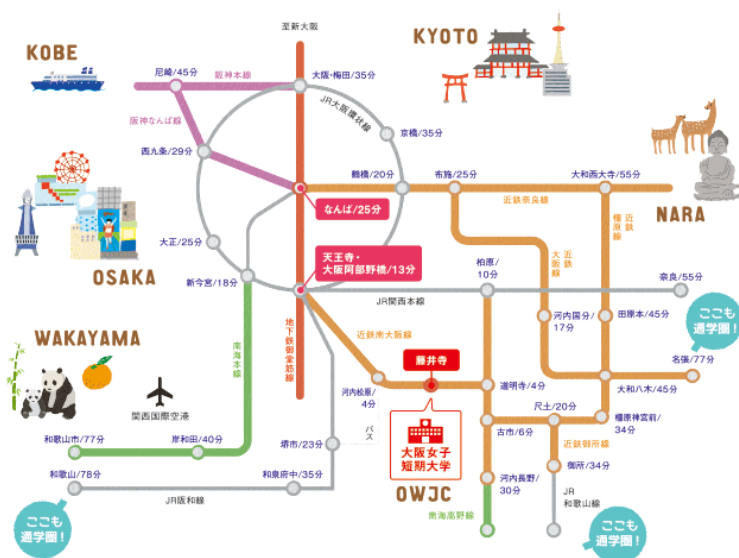 至新大阪
KOBE
KYOTO
尼崎/45分
阪神本線
大阪・梅田/35分
阪神なんば線
JR大阪環状線
京橋/35分
西九条/29分
鶴橋/20分
布施/25分
大和西大寺/55分
なんば/25分
近鉄奈良線
近鉄
橿原線
NARA
大正/25分
OSAKA
天王寺・
大阪阿部野橋/13分
近鉄
大阪線
新今宮/18分
柏原/
10分
奈良/55分
JR関西本線
WAKAYAMA
南海本線
地下鉄御堂筋線
近鉄南大阪線
河内国分/
17分
田原本/45分
ここも
通学圏!
藤井寺
名張/77分
関西国際空港
河内松原/
4分
道明寺/4分
大和八木/45分
尺土/20分
バス
大阪女子
短期大学
古市/6分
橿原神宮前/
34分
和歌山市/77分
岸和田/40分
堺市/23分
近鉄御所線
和歌山/78分
和泉府中/35分
OWJC
河内長野/
30分
御所/34分
JR阪和線
南海高野線
JR
和歌山線
ここも
通学圏!
ここも
通学圏!